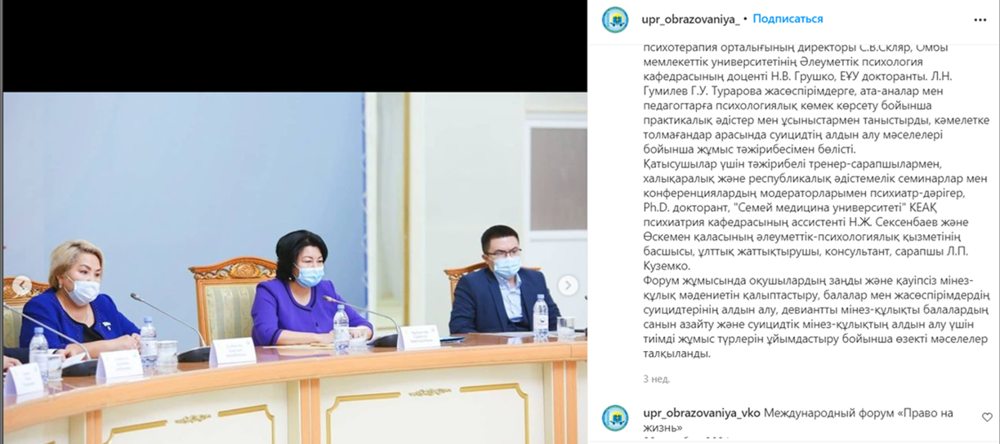 upr_obrazovaniya_ • Подписаться
психотерапия орталығының директоры С.В.Скляр, Омбы
мемлекеттік университетінің Әлеуметтік психология
кафедрасының доценті Н.В. Грушко, ЕҰУ докторанты. Л.Н.
Гумилев Г.У. Турарова жасөспірімдерге, ата-аналар мен
педагогтарға психологиялық көмек көрсету бойынша
практикалық әдістер мен ұсыныстармен таныстырды, кәмелетке
толмағандар арасында суицидтің алдын алу мәселелері
бойынша жұмыс тәжірибесімен бөлісті.
Қатысушылар үшін тәжірибелі тренер-сарапшылармен,
халықаралық және республикалық әдістемелік семинарлар мен
конференциялардың модераторларымен психиатр-дәрігер,
Ph.D. докторант, "Семей медицина университеті" КЕАҚ
психиатрия кафедрасының ассистенті Н.Ж. Сексенбаев және
Өскемен қаласының әлеуметтік-психологиялық қызметінің
басшысы, ұлттық жаттықтырушы, консультант, сарапшы Л.П.
Куземко.
Форум жұмысында оқушылардың заңды және қауіпсіз мінез-
құлық мәдениетін қалыптастыру, балалар мен жасөспірімдердің
суицидтерінің алдын алу, девиантты мінез-құлықты балалардың
санын азайту және суицидтік мінез-құлықтың алдын алу үшін
тиімді жұмыс түрлерін ұйымдастыру бойынша өзекті мәселелер
талқыланды.
3 нед.
upr_obrazovaniya_vko Международный форум «Право на
жизнь»